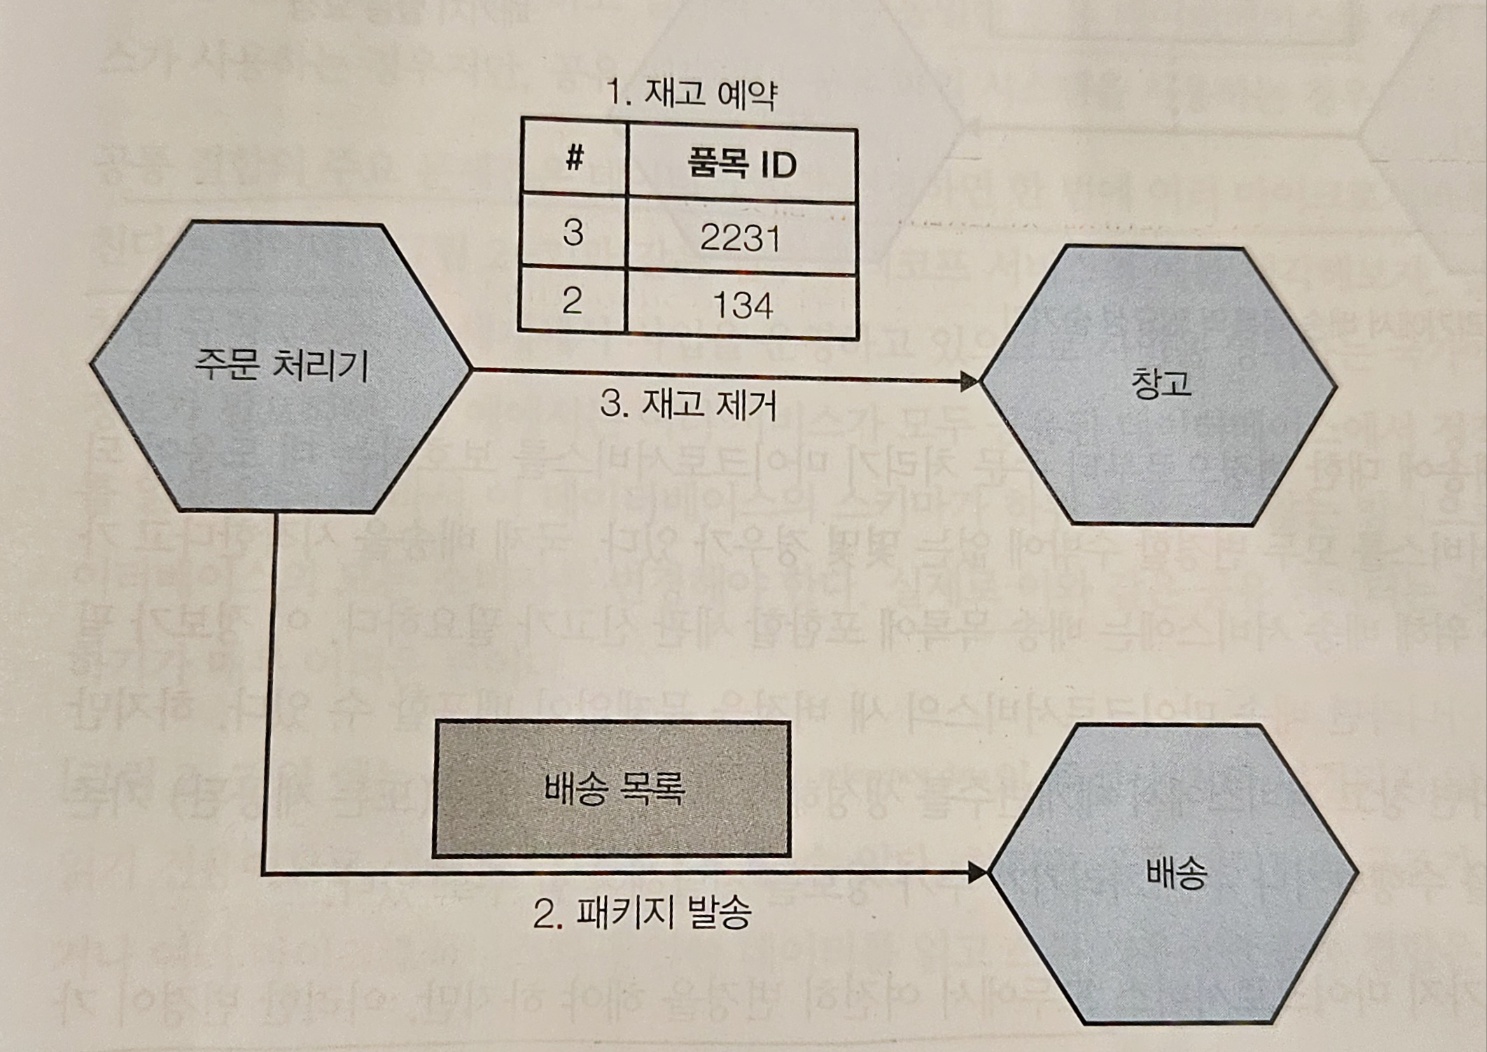 1. 재고 예약
# 품목 ID
3 2231
2 134
주문 처리기
창고
3. 재고 제거
배송 목록
배송
2. 패키지 발송